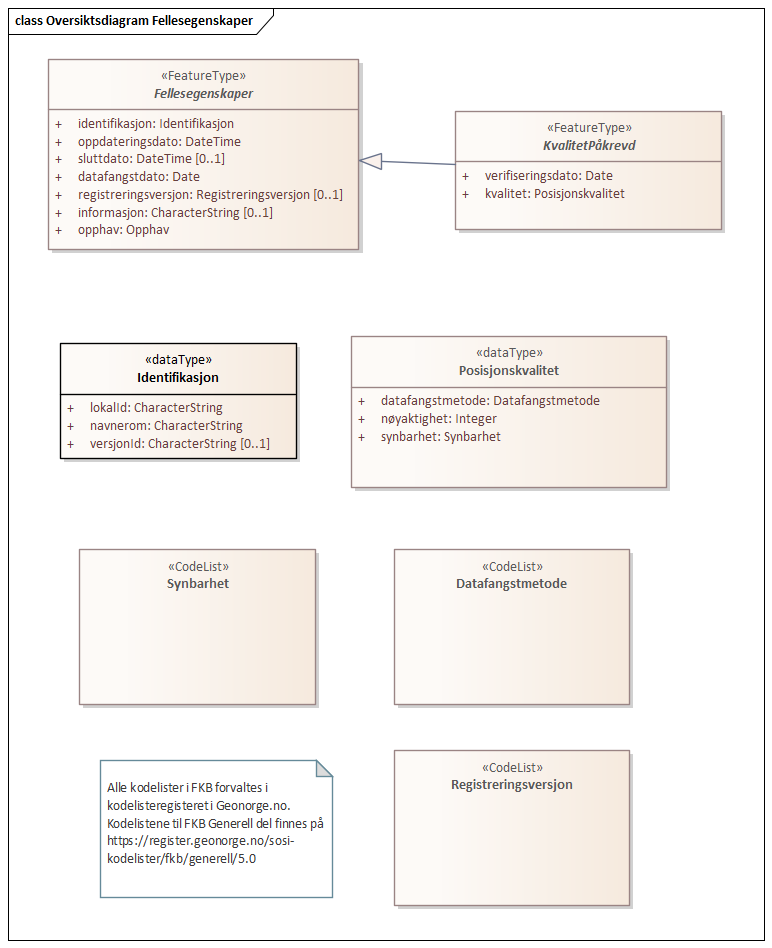 class Oversiktsdiagram Fellesegenskaper
«FeatureType»
Fellesegenskaper
+ identifikasjon: Identifikasjon
+ oppdateringsdato: DateTime
+ sluttdato: DateTime [0..1]
+ datafangstdato: Date
+ registreringsversjon: Registreringsversjon [0..1]
+ informasjon: CharacterString [0..1]
+ opphav: Opphav
«FeatureType»
KvalitetPåkrevd
+ verifiseringsdato: Date
+ kvalitet: Posisjonskvalitet
«dataType»
Identifikasjon
+ lokalId: CharacterString
+ navnerom: CharacterString
+ versjonId: CharacterString [0..1]
«dataType»
Posisjonskvalitet
+ datafangstmetode: Datafangstmetode
+ nøyaktighet: Integer
+ synbarhet: Synbarhet
«CodeList»
Synbarhet
«CodeList»
Datafangstmetode
Alle kodelister i FKB forvaltes i
kodelisteregisteret i Geonorge.no.
Kodelistene til FKB Generell del finnes på
https://register.geonorge.no/sosi-
kodelister/fkb/generell/5.0
«CodeList»
Registreringsversjon